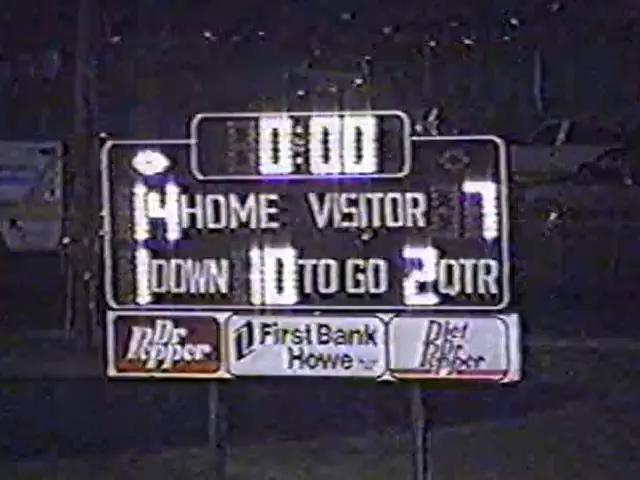 0:00
14 HOME VISITOR 7
1 DOWN 10 TO GO 2 QTR
Dr Pepper
First Bank
Howe
Diet
Dr Pepper